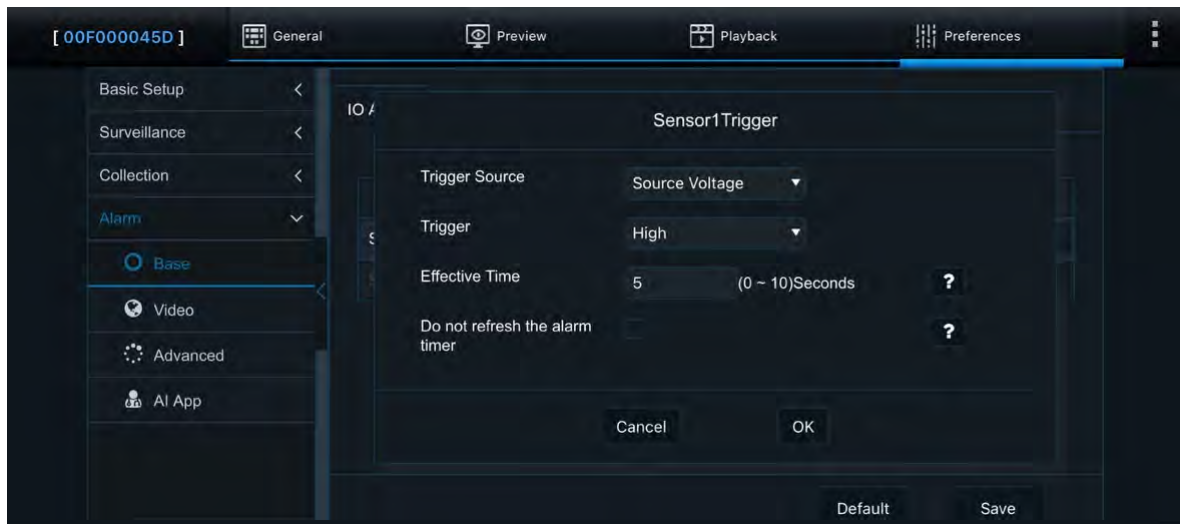 [ 00F000045D ] General Preview Playback Preferences
Basic Setup
Surveillance
Collection
Alarm
Base
Video
Advanced
AI App
IO
Sensor1Trigger
Trigger Source Source Voltage
Trigger High
Effective Time 5 (0 ~ 10)Seconds ?
Do not refresh the alarm ?
timer
Cancel OK
Default Save